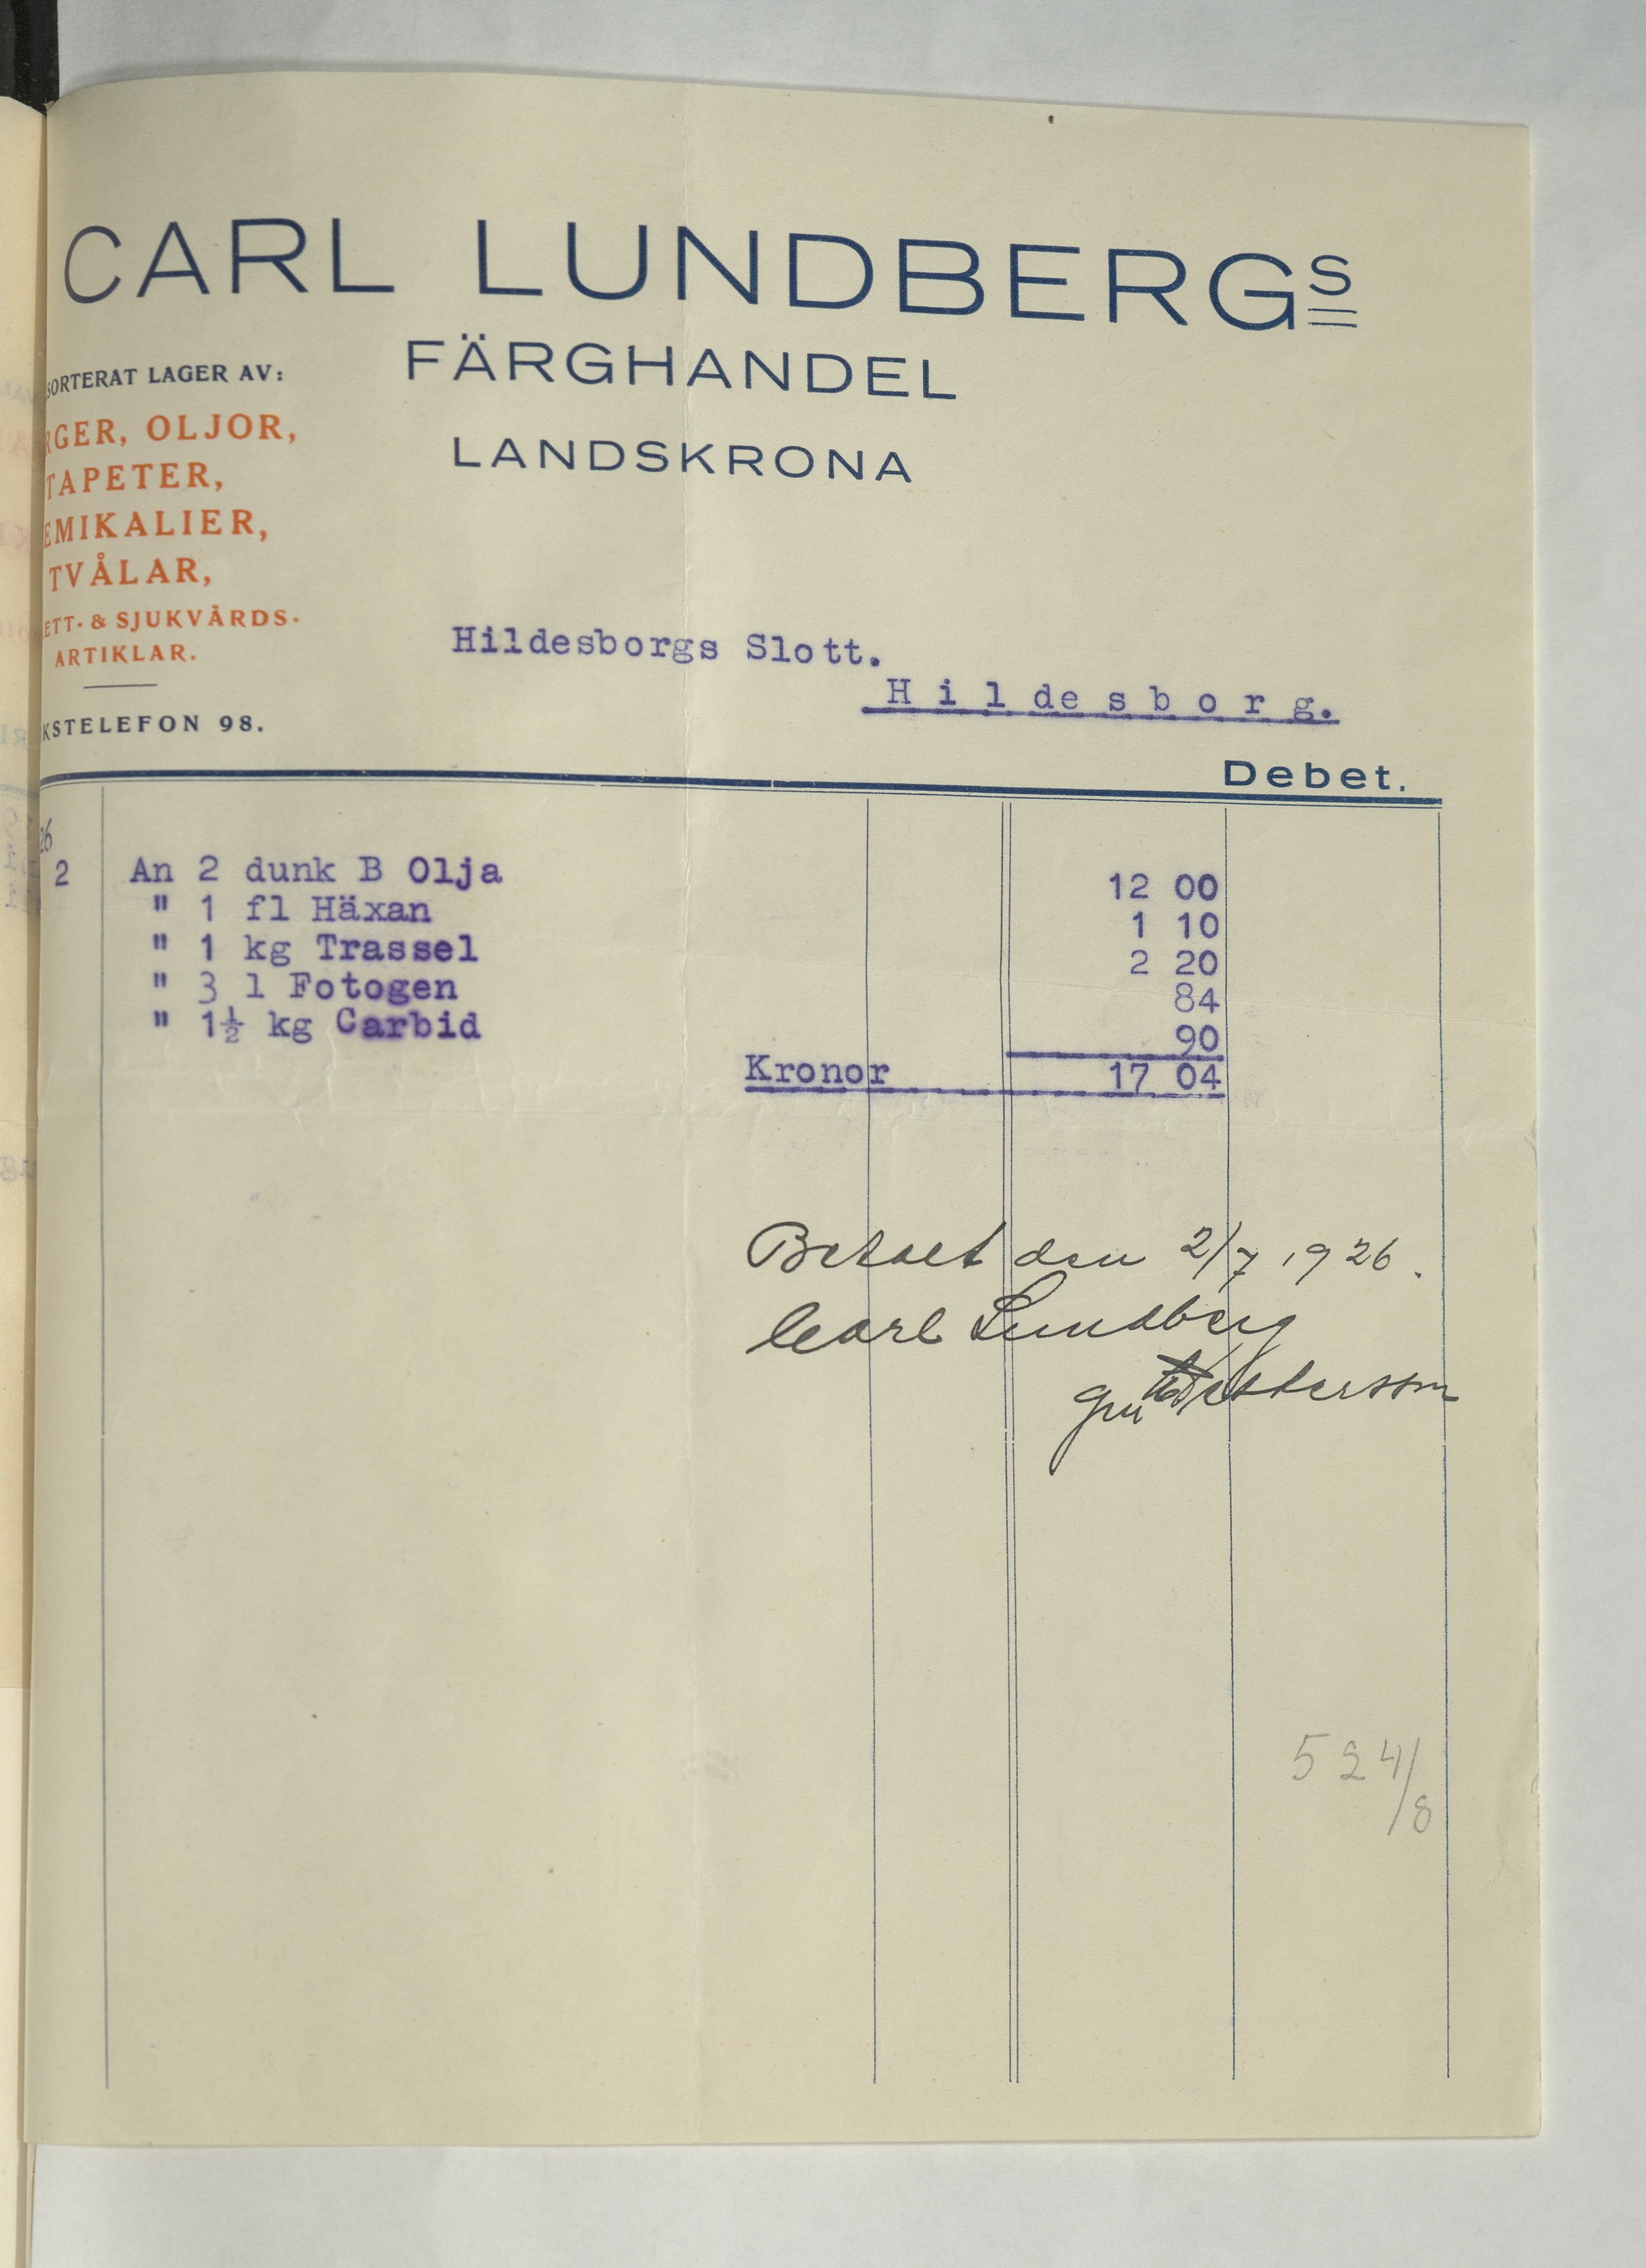 CARL LUNDBERGS
FÄRGHANDEL
LANDSKRONA
SORTERAT LAGER AV:
RGER, OLJOR,
TAPETER,
EMIKALIER,
TVÅLAR,
ETT- & SJUKVÅRDS-
ARTIKLAR.
KSTELEFON 98.
Hildesborgs Slott.
Hildesborg.
Debet.
26
2 An 2 dunk B Olja 12 00
" 1 fl Häxan 1 10
" 1 kg Trassel 2 20
" 3 l Fotogen 84
" 1½ kg Carbid 90
Kronor 17 04
Betalt den 2/7 1926.
Carl Lundberg
524/8